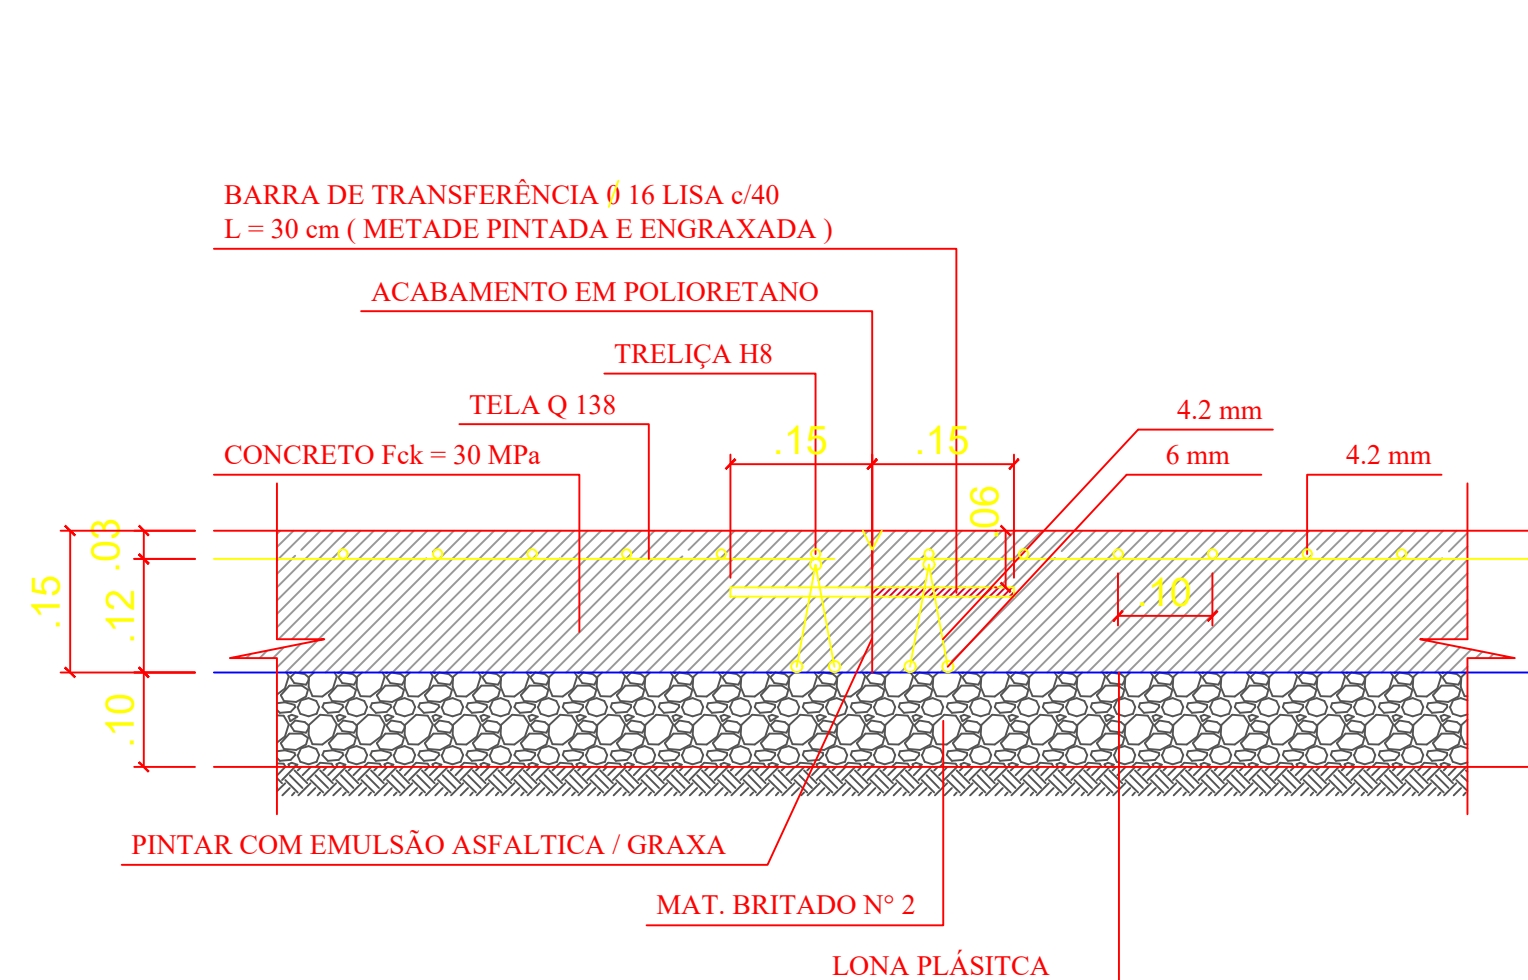 BARRA DE TRANSFERÊNCIA Ø 16 LISA c/40
L = 30 cm ( METADE PINTADA E ENGRAXADA )
ACABAMENTO EM POLIORETANO
TRELIÇA H8
TELA Q 138
4.2 mm
.15
.15
CONCRETO Fck = 30 MPa
6 mm
4.2 mm
.06
.03
.15
.12
.10
.10
PINTAR COM EMULSÃO ASFALTICA / GRAXA
MAT. BRITADO N° 2
LONA PLÁSITCA